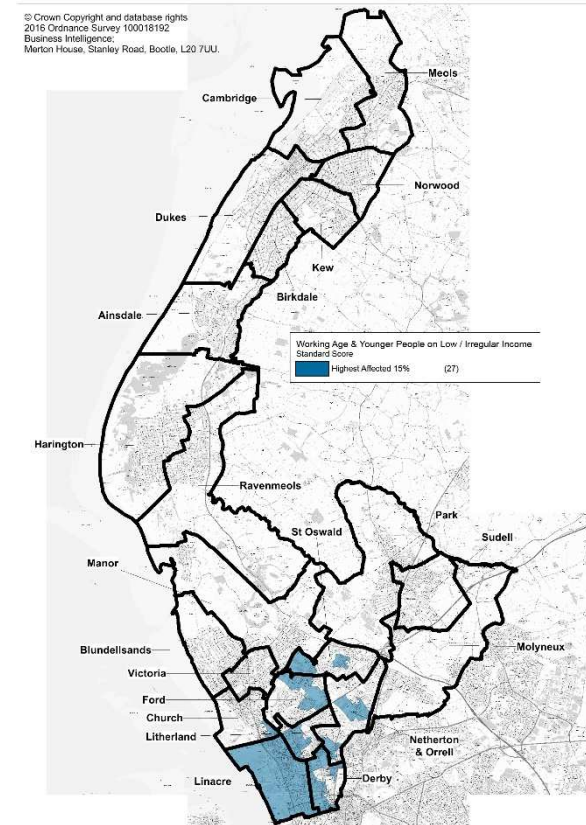 © Crown Copyright and database rights
2016 Ordnance Survey 100018192
Business Intelligence;
Merton House, Stanley Road, Bootle, L20 7UU.
Meols
Cambridge
Norwood
Dukes
Kew
Birkdale
Ainsdale
Working Age & Younger People on Low / Irregular Income
Standard Score
Highest Affected 15% (27)
Harington
Ravenmeols
Park
St Oswald
Sudell
Manor
Molyneux
Blundellsands
Victoria
Ford
Church
Litherland
Netherton
& Orrell
Linacre
Derby